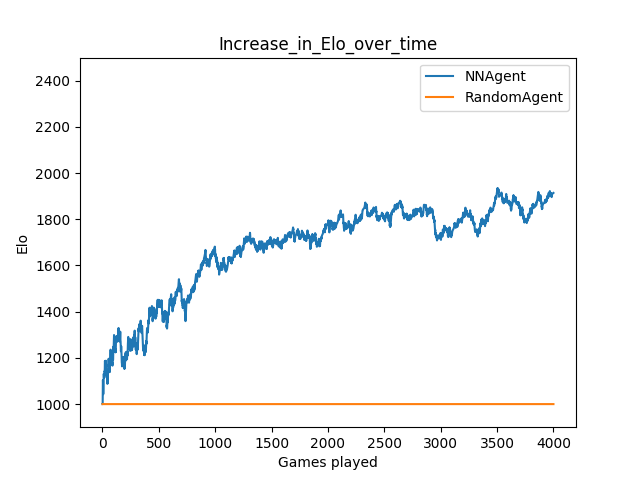 Increase_in_Elo_over_time
NNAgent
RandomAgent
2400
2200
2000
1800
1600
1400
1200
1000
Elo
0 500 1000 1500 2000 2500 3000 3500 4000
Games played